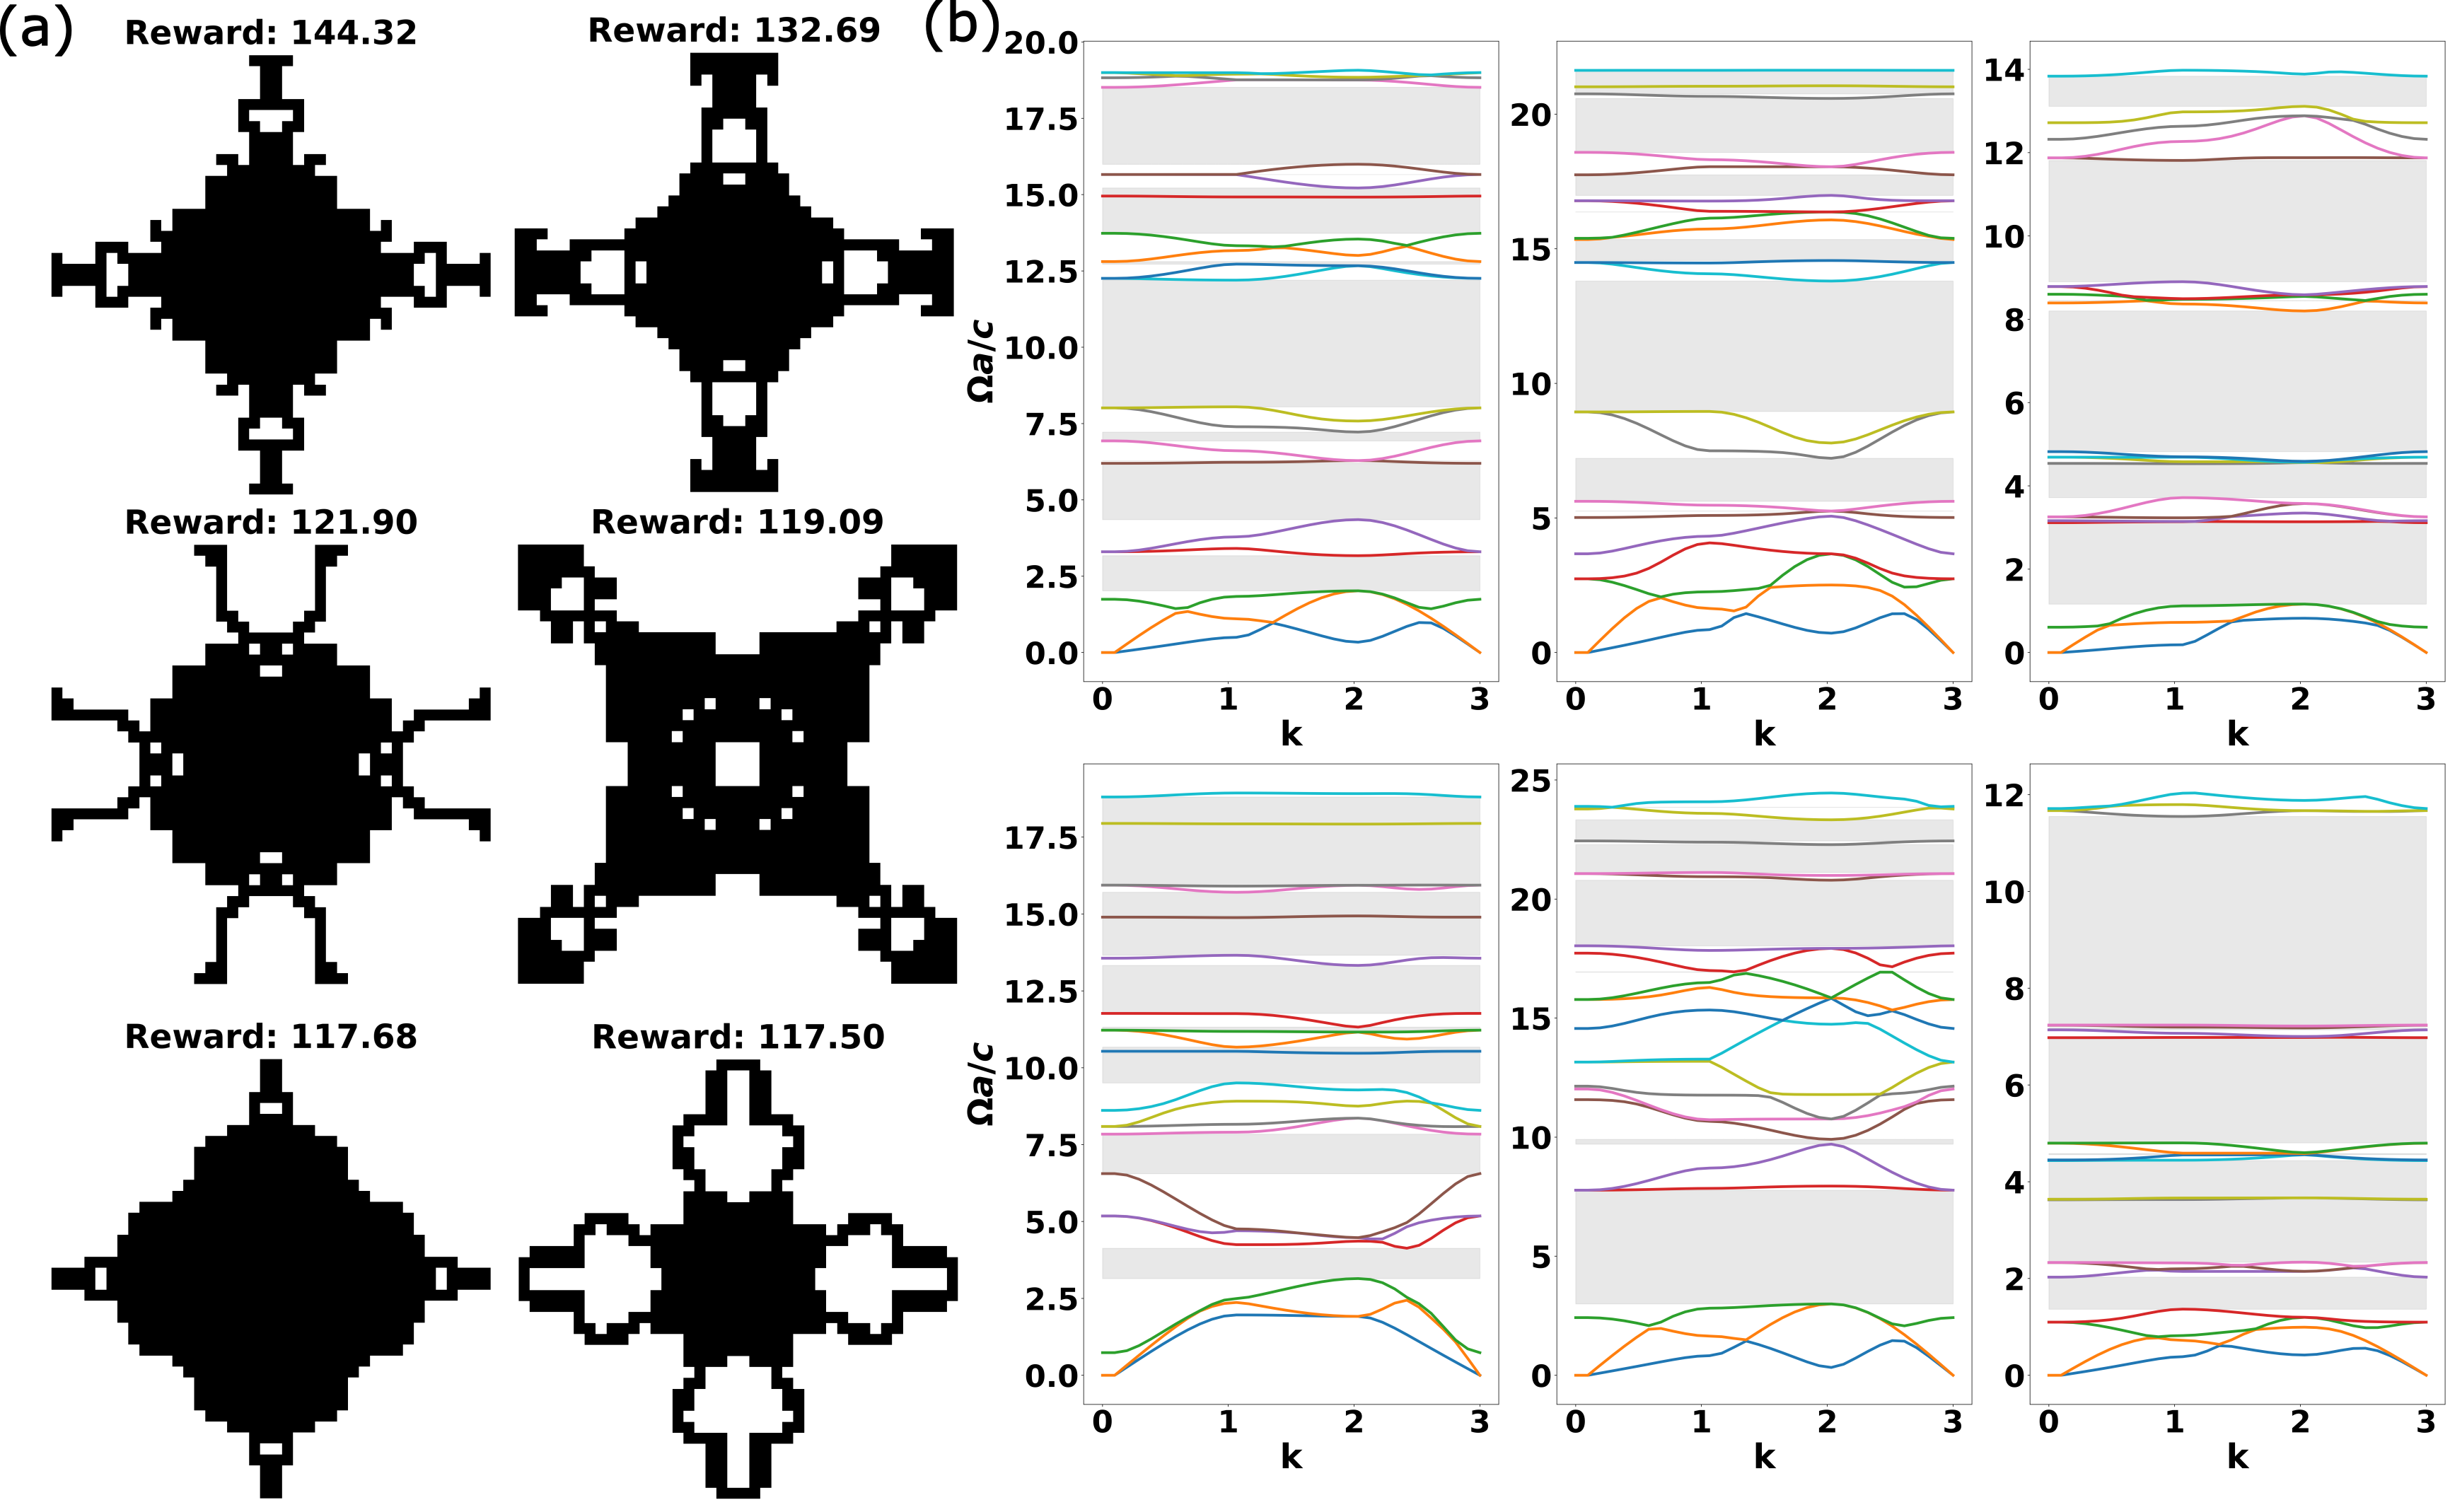 (a)
Reward: 144.32
Reward: 132.69
Reward: 121.90
Reward: 119.09
Reward: 117.68
Reward: 117.50
(b)
Ωa/c
20.0
17.5
15.0
12.5
10.0
7.5
5.0
2.5
0.0
0 1 2 3
k
20
15
10
5
0
0 1 2 3
k
14
12
10
8
6
4
2
0
0 1 2 3
k
Ωa/c
17.5
15.0
12.5
10.0
7.5
5.0
2.5
0.0
0 1 2 3
k
25
20
15
10
5
0
0 1 2 3
k
12
10
8
6
4
2
0
0 1 2 3
k